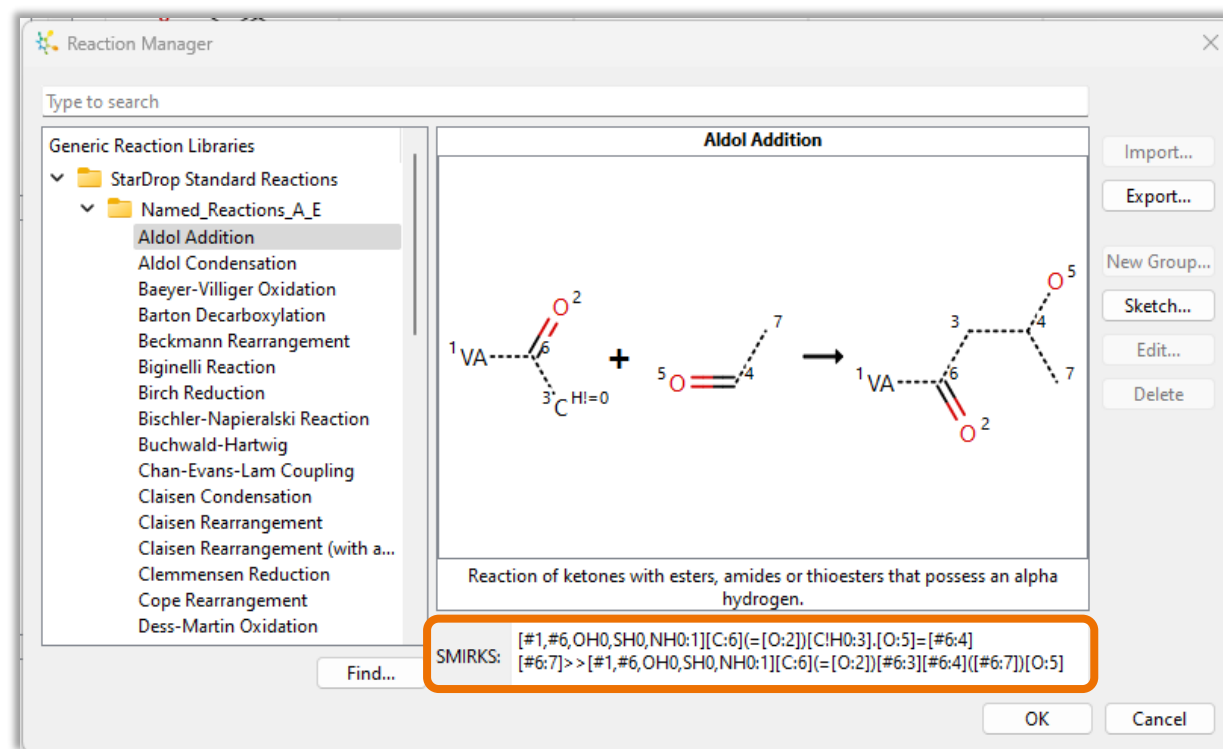 Reaction Manager
Type to search
Generic Reaction Libraries
StarDrop Standard Reactions
Named_Reactions_A_E
Aldol Addition
Aldol Condensation
Baeyer-Villiger Oxidation
Barton Decarboxylation
Beckmann Rearrangement
Biginelli Reaction
Birch Reduction
Bischler-Napieralski Reaction
Buchwald-Hartwig
Chan-Evans-Lam Coupling
Claisen Condensation
Claisen Rearrangement
Claisen Rearrangement (with a...
Clemmensen Reduction
Cope Rearrangement
Dess-Martin Oxidation
Find...
Aldol Addition
O 2
1 VA 6
3 C H!=0
+
7
5 O 4
O 5
3 4
1 VA 6 7
O 2
Reaction of ketones with esters, amides or thioesters that possess an alpha
hydrogen.
SMIRKS:
[#1,#6,OH0,SH0,NH0:1][C:6](=[O:2])[C!H0:3].[O:5]=[#6:4]
[#6:7]>>[#1,#6,OH0,SH0,NH0:1][C:6](=[O:2])[#6:3][#6:4]([#6:7])[O:5]
Import...
Export...
New Group...
Sketch...
Edit...
Delete
OK
Cancel